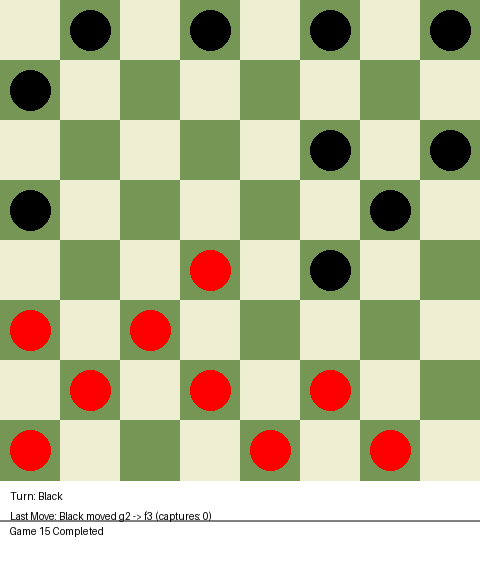 Turn: Black
Last Move: Black moved g2 -> f3 (captures: 0)
Game 15 Completed